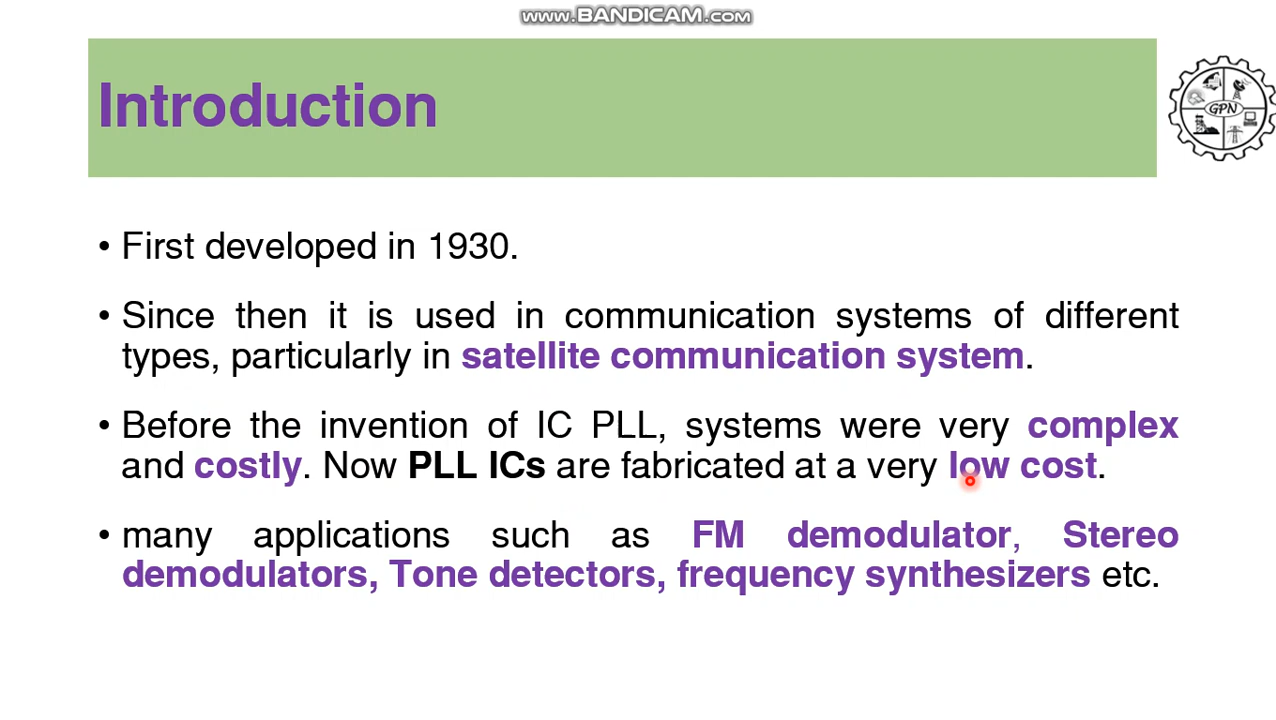 www.BANDICAM.com
Introduction
GPN
• First developed in 1930.
• Since then it is used in communication systems of different
types, particularly in satellite communication system.
• Before the invention of IC PLL, systems were very complex
and costly. Now PLL ICs are fabricated at a very low cost.
• many applications such as FM demodulator, Stereo
demodulators, Tone detectors, frequency synthesizers etc.